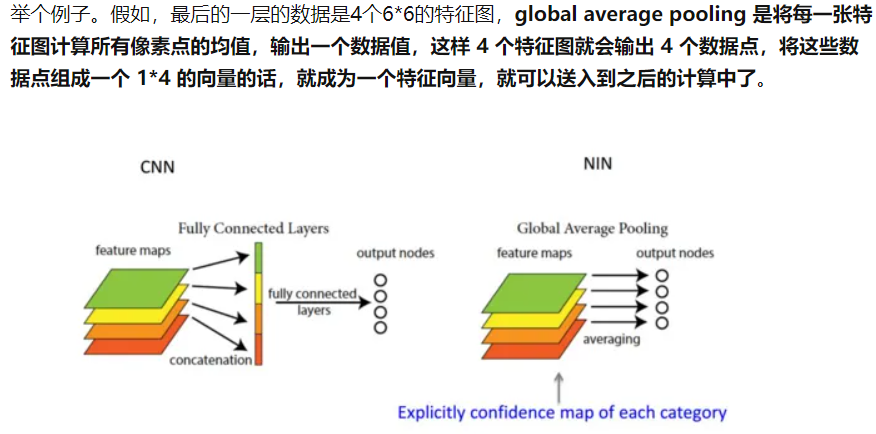 举个例子。假如，最后的一层的数据是4个6*6的特征图，global average pooling 是将每一张特
征图计算所有像素点的均值，输出一个数据值，这样 4 个特征图就会输出 4 个数据点，将这些数
据点组成一个 1*4 的向量的话，就成为一个特征向量，就可以送入到之后的计算中了。
CNN
NIN
Fully Connected Layers
Global Average Pooling
feature maps
output nodes
feature maps
output nodes
fully connected
layers
concatenation
averaging
Explicitly confidence map of each category